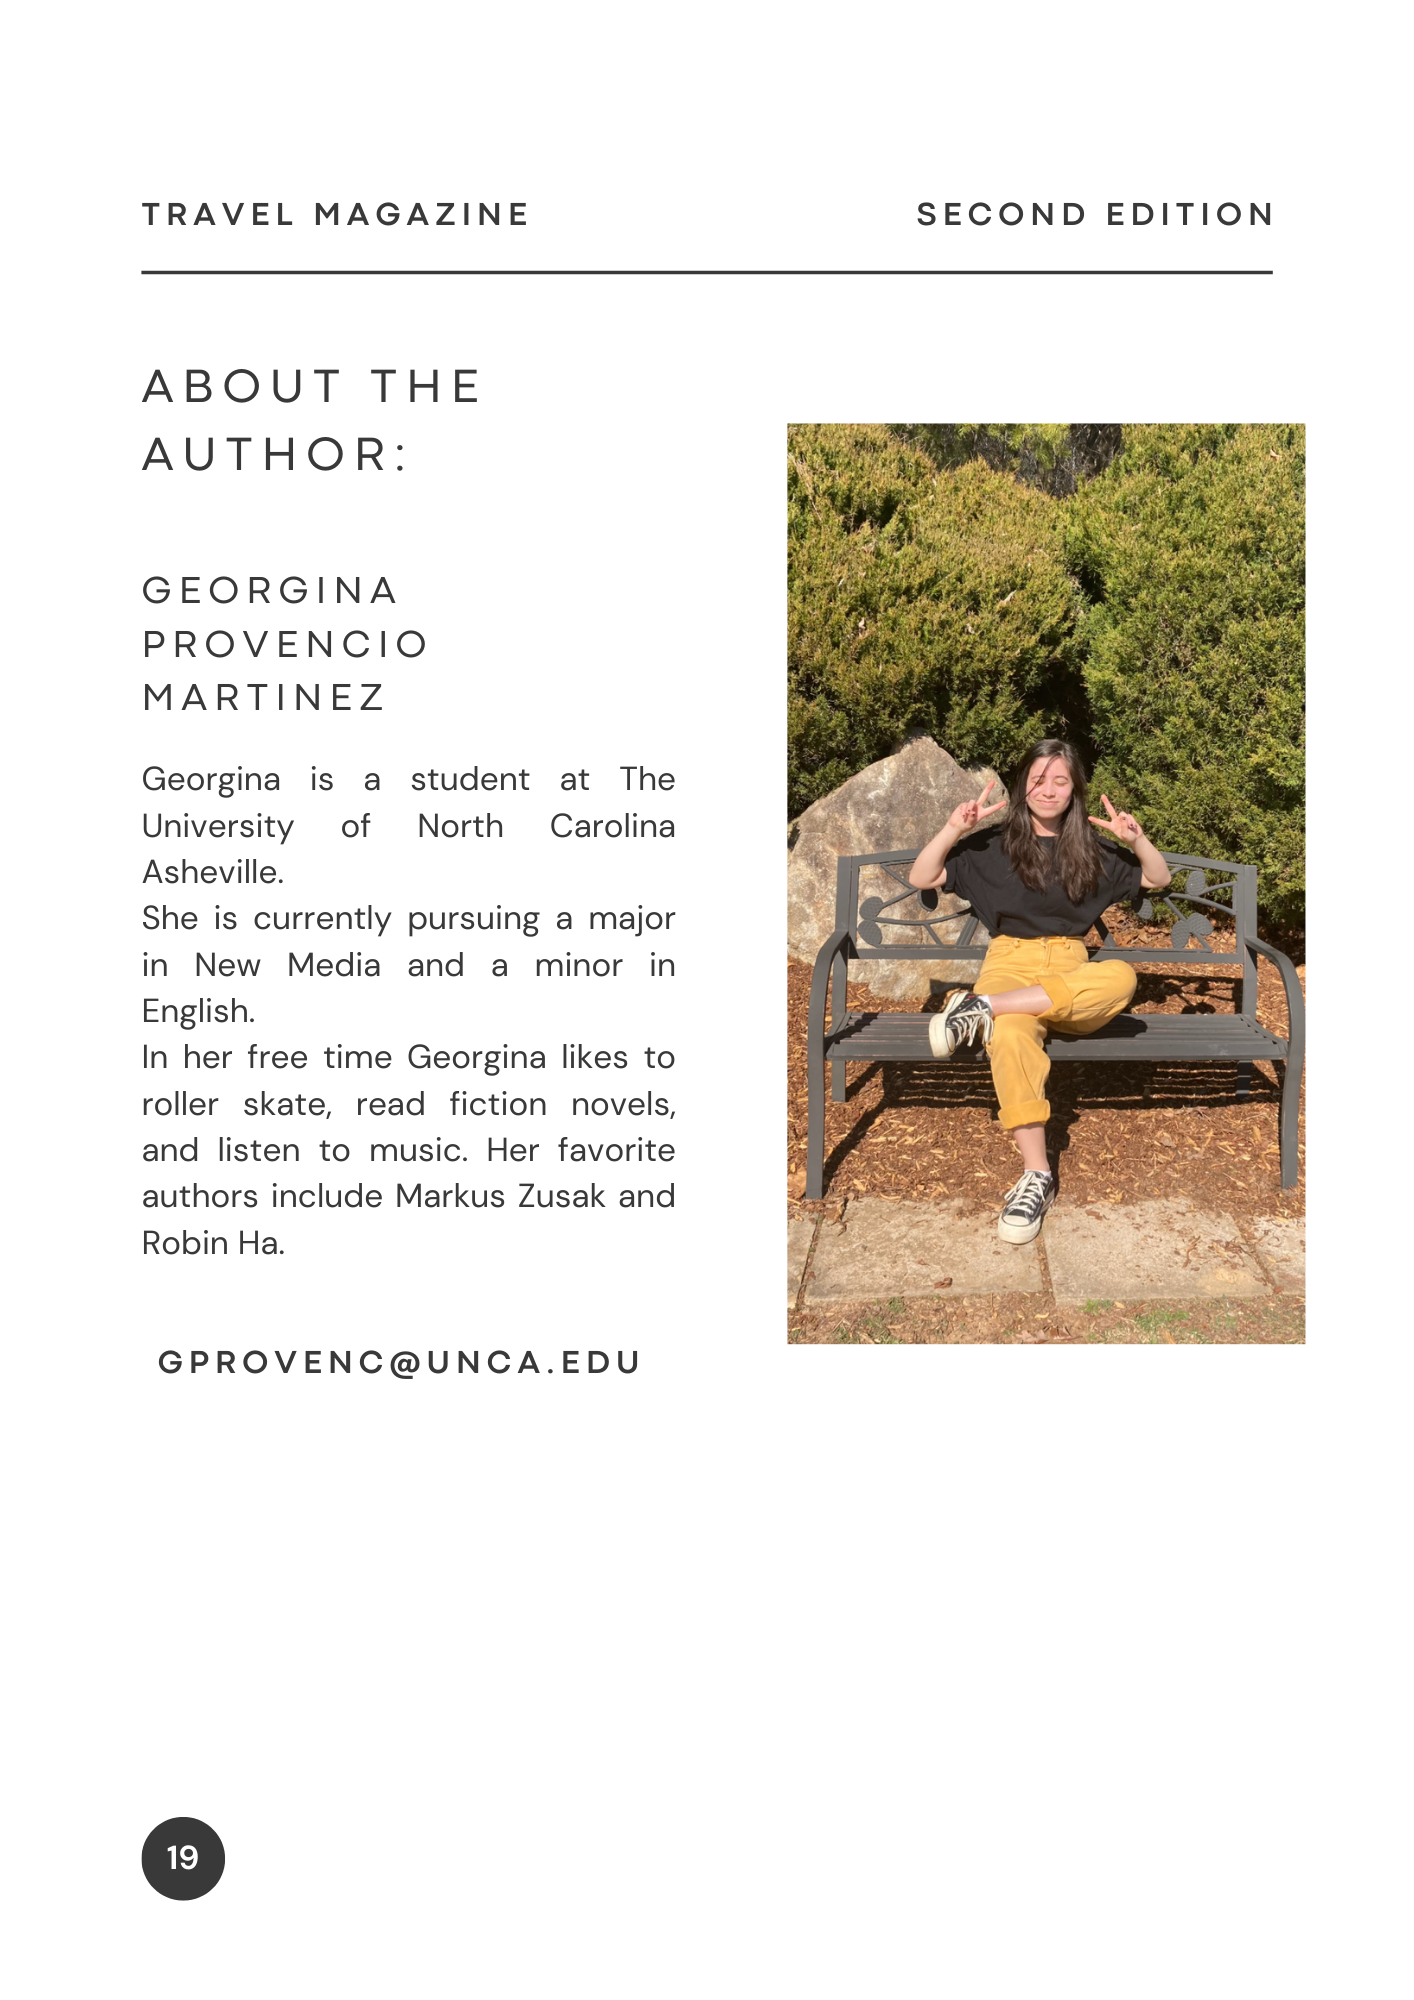 TRAVEL MAGAZINE
SECOND EDITION
ABOUT THE
AUTHOR:
GEORGINA
PROVENCIO
MARTINEZ
Georgina is a student at The
University of North Carolina
Asheville.
She is currently pursuing a major
in New Media and a minor in
English.
In her free time Georgina likes to
roller skate, read fiction novels,
and listen to music. Her favorite
authors include Markus Zusak and
Robin Ha.
GPROVENC@UNCA.EDU
19